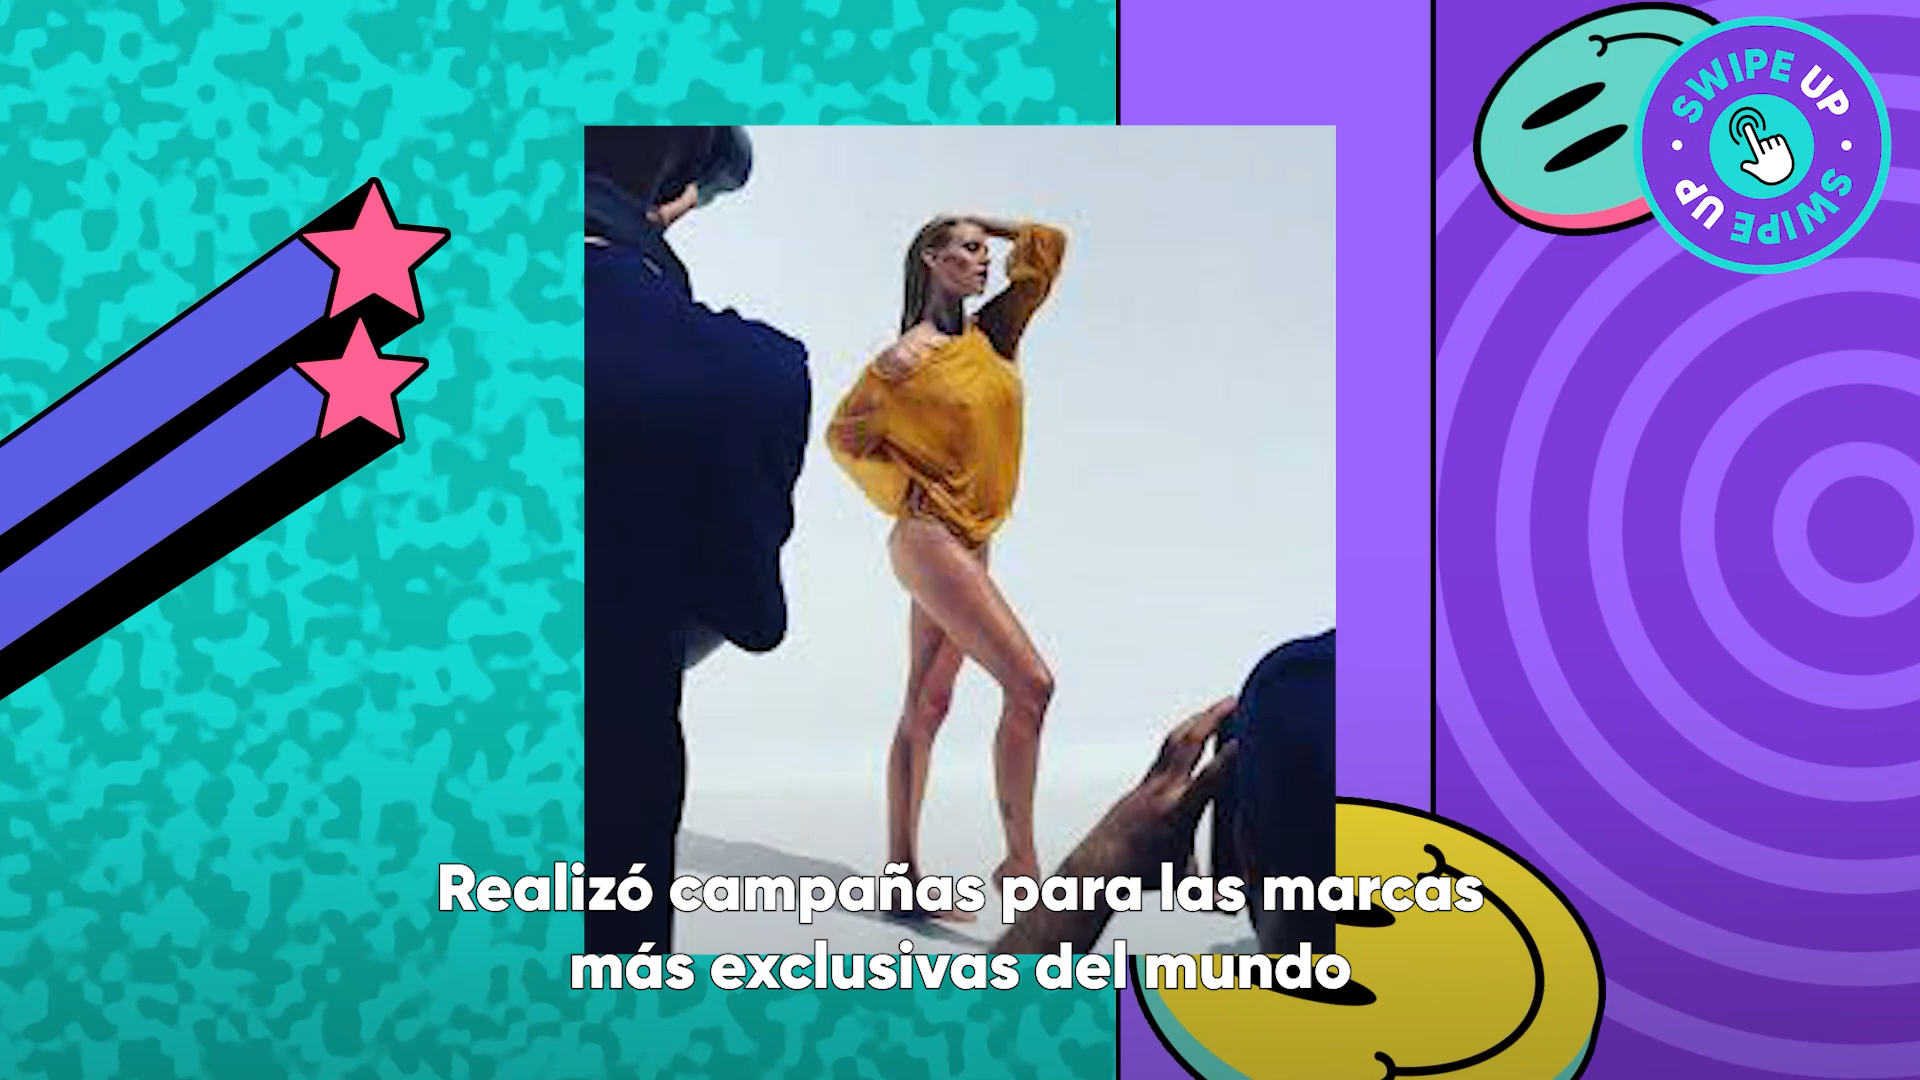 SWIPE UP · SWIPE UP ·
Realizó campañas para las marcas
más exclusivas del mundo